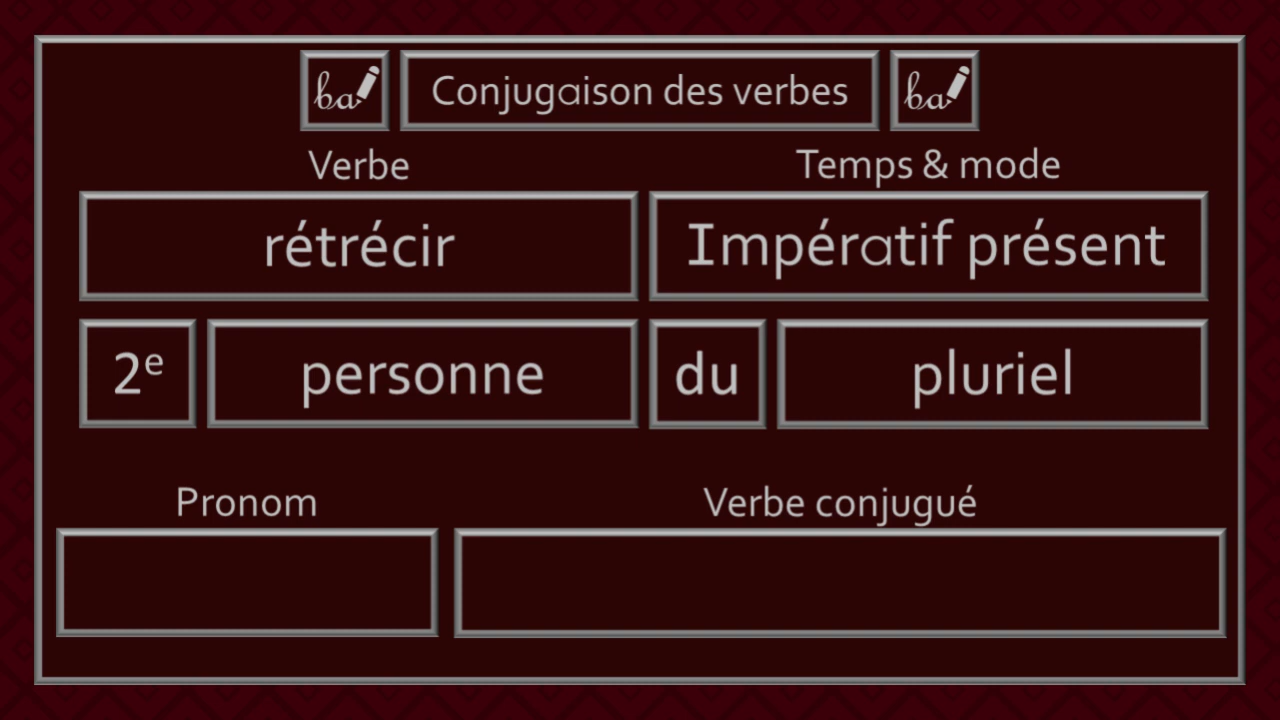 ba Conjugaison des verbes ba
Verbe Temps & mode
rétrécir Impératif présent
2e personne du pluriel
Pronom Verbe conjugué